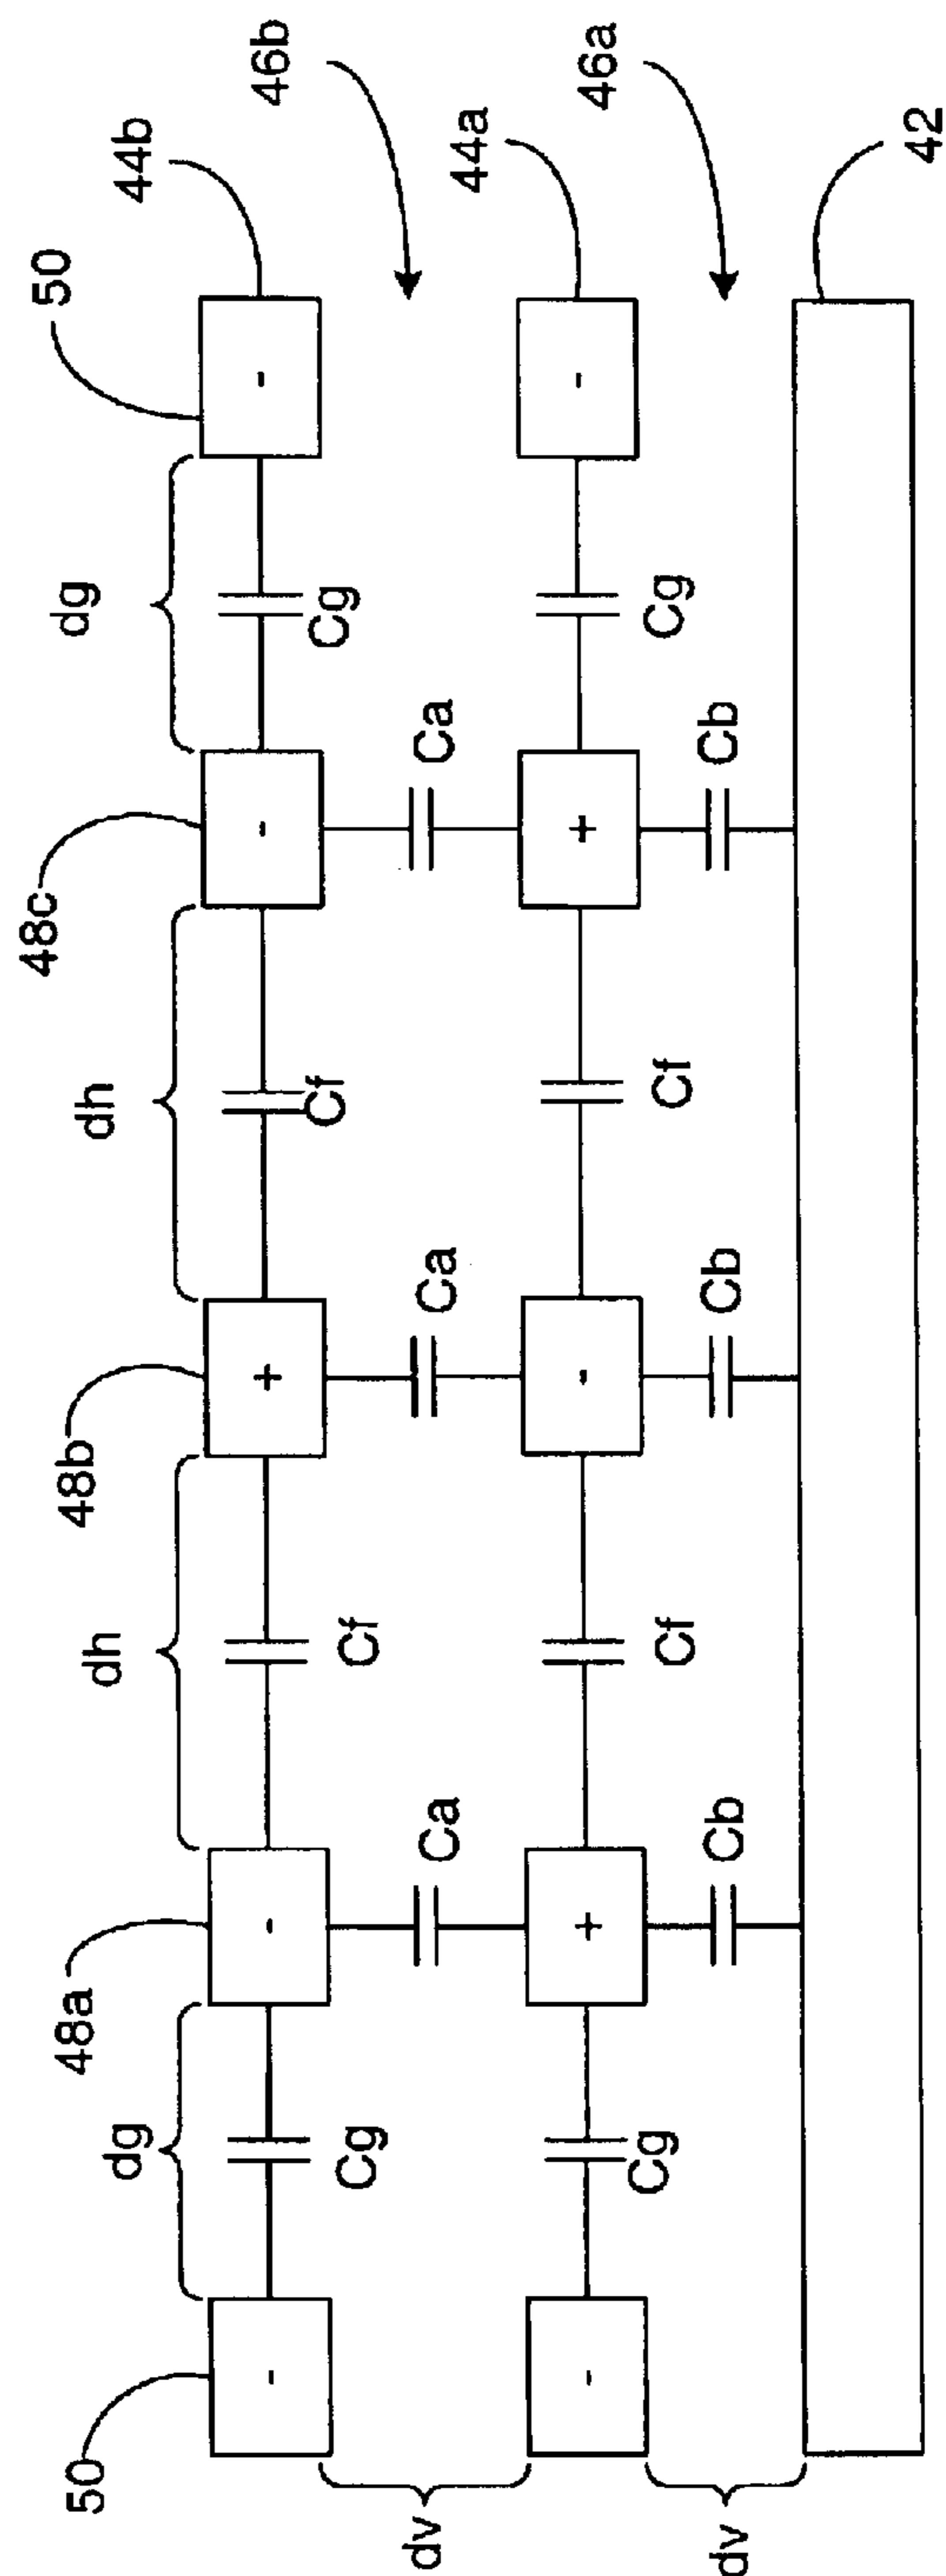 50
48a
48b
48c
50
44b
dg
dh
dh
dg
46b
-
-
+
-
-
Cg
Cf
Cf
Cg
dv
Ca
Ca
Ca
44a
-
+
-
+
-
46a
Cg
Cf
Cf
Cg
dv
Cb
Cb
Cb
42